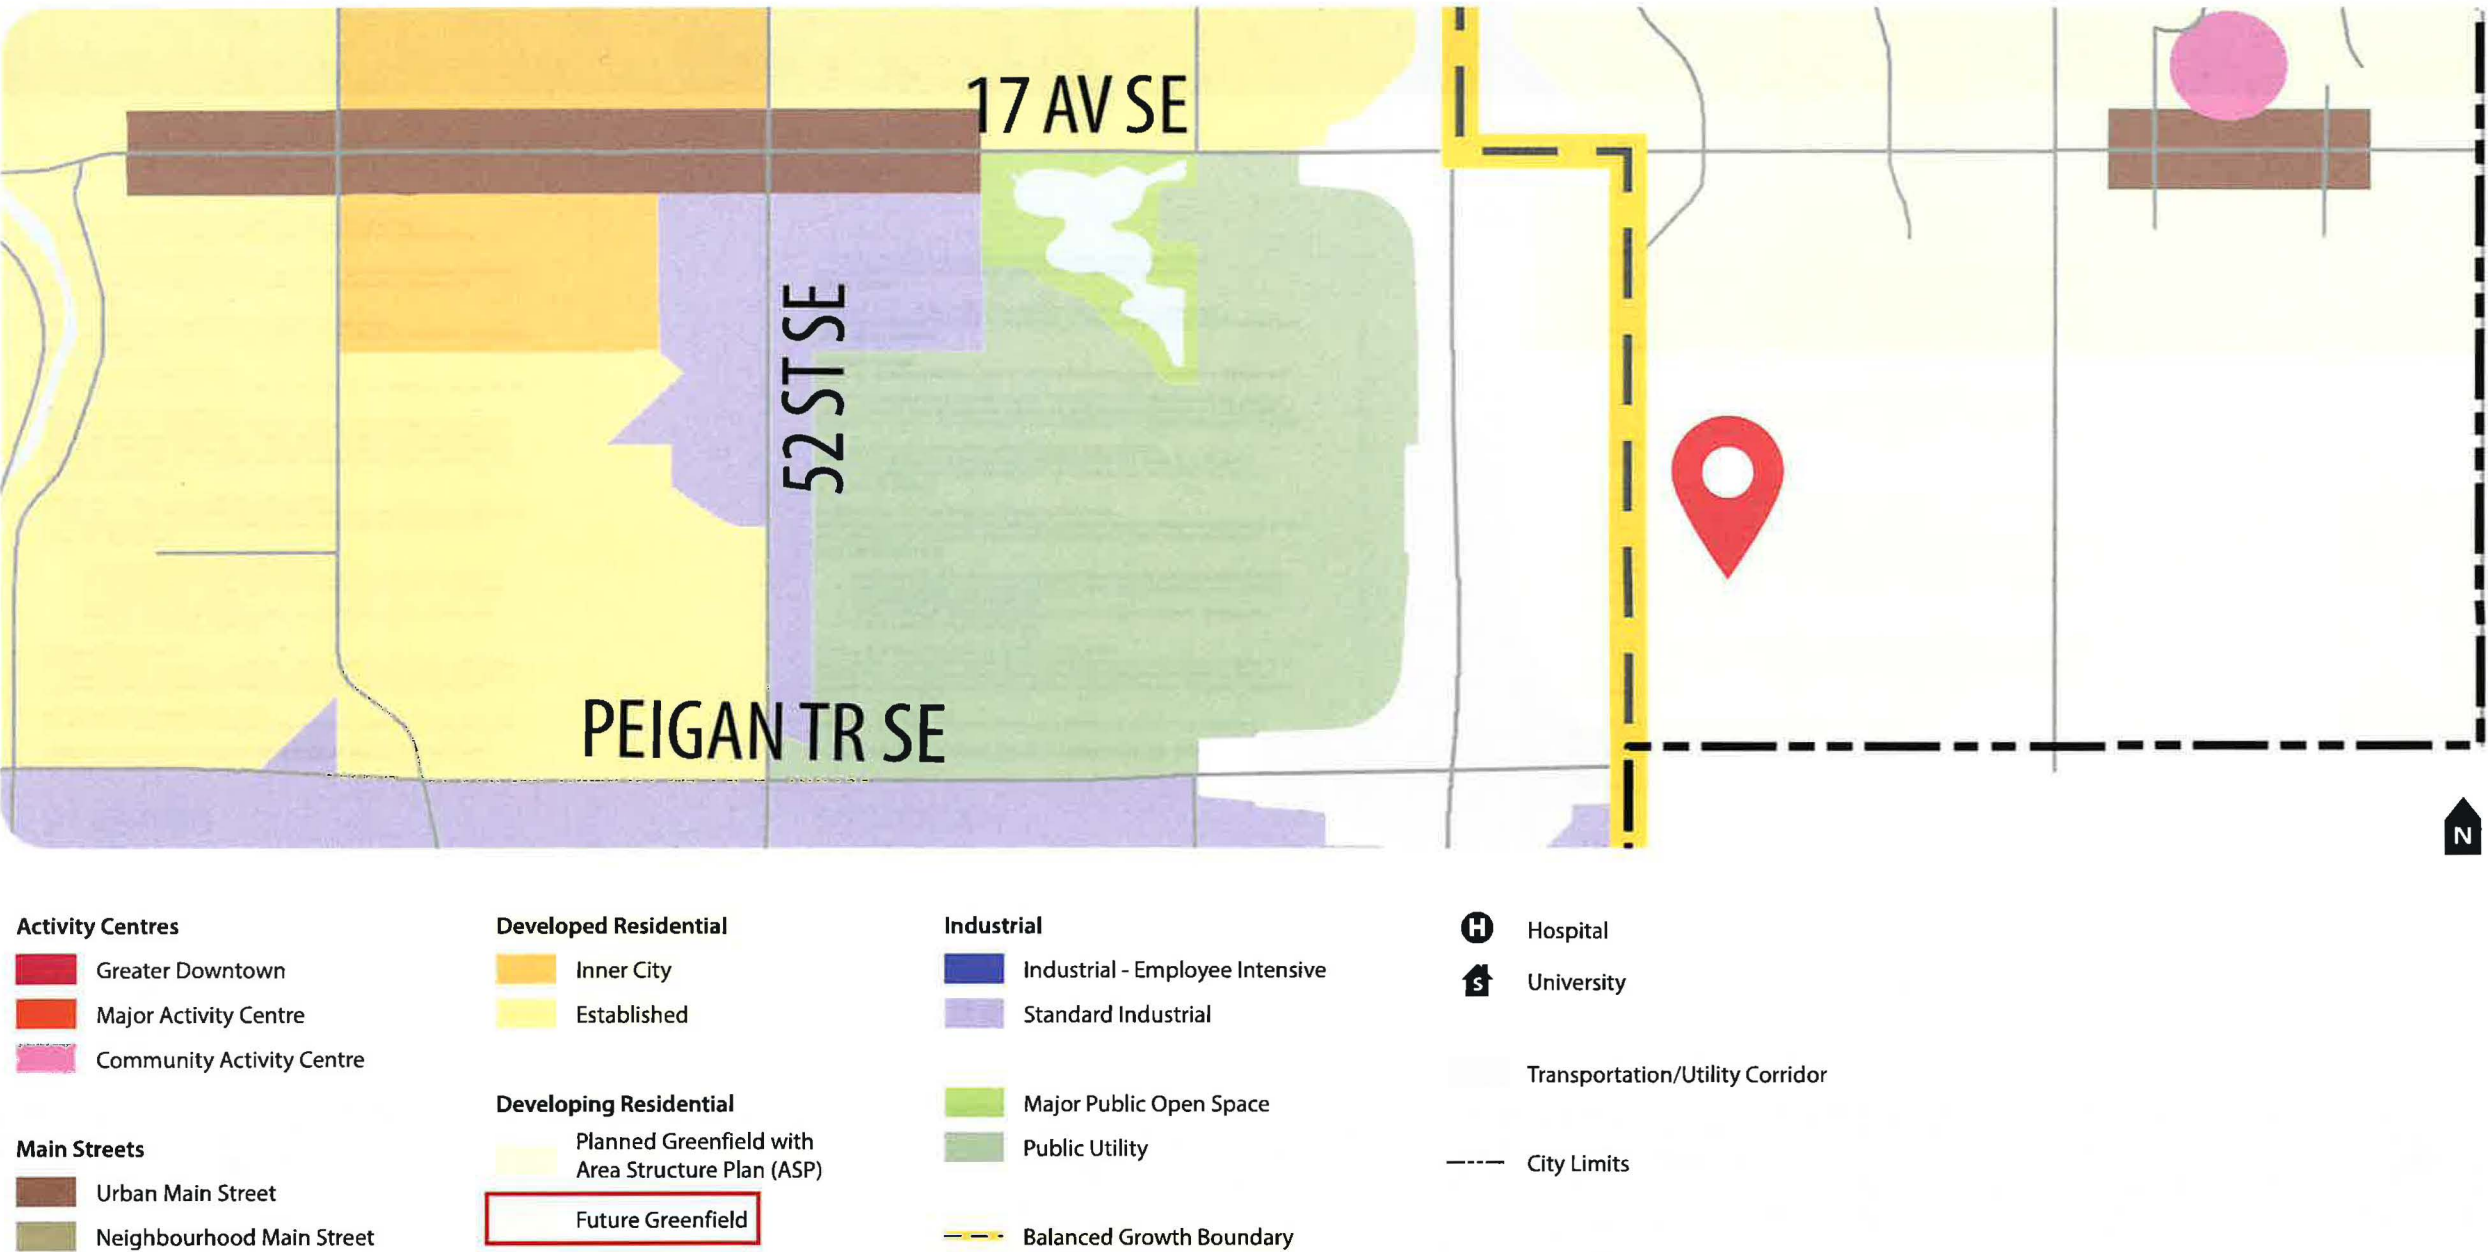 17 AV SE
52 ST SE
PEIGAN TR SE
N
Activity Centres
Greater Downtown
Major Activity Centre
Community Activity Centre
Main Streets
Urban Main Street
Neighbourhood Main Street
Developed Residential
Inner City
Established
Developing Residential
Planned Greenfield with
Area Structure Plan (ASP)
Future Greenfield
Industrial
Industrial - Employee Intensive
Standard Industrial
Major Public Open Space
Public Utility
Balanced Growth Boundary
H Hospital
S University
Transportation/Utility Corridor
City Limits